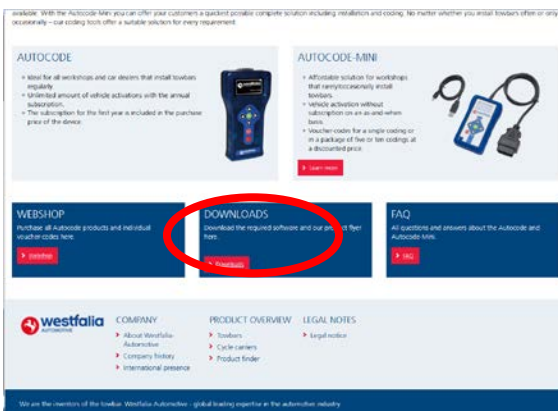 available. With the Autocode-Mini you can offer your customers a quickest possible complete solution including installation and coding. No matter whether you install towbars often or only
occasionally – our coding tools offer a suitable solution for every requirement.
AUTOCODE
Ideal for all workshops and car dealers that install towbars
regularly.
Unlimited amount of vehicle activations with the annual
subscription.
The subscription for the first year is included in the purchase
price of the device.
AUTOCODE-MINI
Affordable solution for workshops
that rarely/occasionally install
towbars.
Vehicle activation without
subscription on an as-and-when
basis.
Voucher codes for a single coding or
in a package of five or ten codings at
a discounted price.
Learn more
WEBSHOP
Purchase all Autocode products and individual
voucher codes here.
Webshop
DOWNLOADS
Download the required software and our product flyer
here.
Downloads
FAQ
All questions and answers about the Autocode and
Autocode-Mini.
FAQ
westfalia
AUTOMOTIVE
COMPANY
About Westfalia-
Automotive
Company history
International presence
PRODUCT OVERVIEW
Towbars
Cycle carriers
Product finder
LEGAL NOTES
Legal notice
We are the inventors of the towbar. Westfalia-Automotive - global leading expertise in the automotive industry